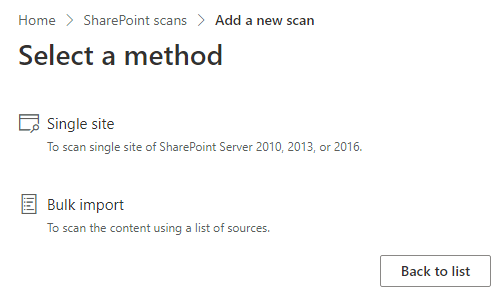 Home > SharePoint scans > Add a new scan
Select a method
Single site
To scan single site of SharePoint Server 2010, 2013, or 2016.
Bulk import
To scan the content using a list of sources.
Back to list